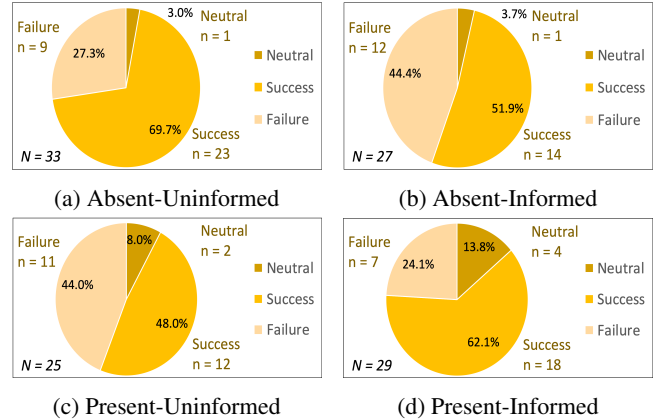 Failure
n = 9
3.0%
Neutral
n = 1
27.3%
69.7%
Success
n = 23
N = 33
Neutral
Success
Failure
(a) Absent-Uninformed
Failure
n = 12
3.7%
Neutral
n = 1
44.4%
51.9%
Success
n = 14
N = 27
Neutral
Success
Failure
(b) Absent-Informed
Failure
n = 11
8.0%
Neutral
n = 2
44.0%
48.0%
Success
n = 12
N = 25
Neutral
Success
Failure
(c) Present-Uninformed
Failure
n = 7
13.8%
Neutral
n = 4
24.1%
62.1%
Success
n = 18
N = 29
Neutral
Success
Failure
(d) Present-Informed